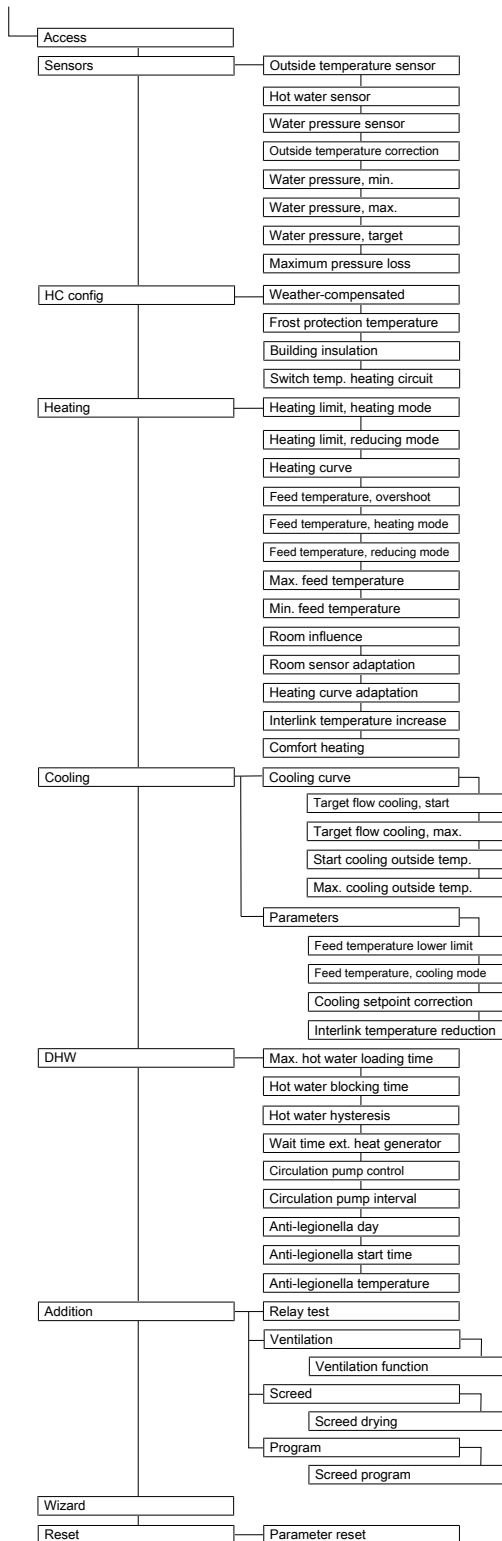 Access
Sensors
Outside temperature sensor
Hot water sensor
Water pressure sensor
Outside temperature correction
Water pressure, min.
Water pressure, max.
Water pressure, target
Maximum pressure loss
HC config
Weather-compensated
Frost protection temperature
Building insulation
Switch temp. heating circuit
Heating
Heating limit, heating mode
Heating limit, reducing mode
Heating curve
Feed temperature, overshoot
Feed temperature, heating mode
Feed temperature, reducing mode
Max. feed temperature
Min. feed temperature
Room influence
Room sensor adaptation
Heating curve adaptation
Interlink temperature increase
Comfort heating
Cooling
Cooling curve
Target flow cooling, start
Target flow cooling, max.
Start cooling outside temp.
Max. cooling outside temp.
Parameters
Feed temperature lower limit
Feed temperature, cooling mode
Cooling setpoint correction
Interlink temperature reduction
DHW
Max. hot water loading time
Hot water blocking time
Hot water hysteresis
Wait time ext. heat generator
Circulation pump control
Circulation pump interval
Anti-legionella day
Anti-legionella start time
Anti-legionella temperature
Addition
Relay test
Ventilation
Ventilation function
Screed
Screed drying
Program
Screed program
Wizard
Reset
Parameter reset